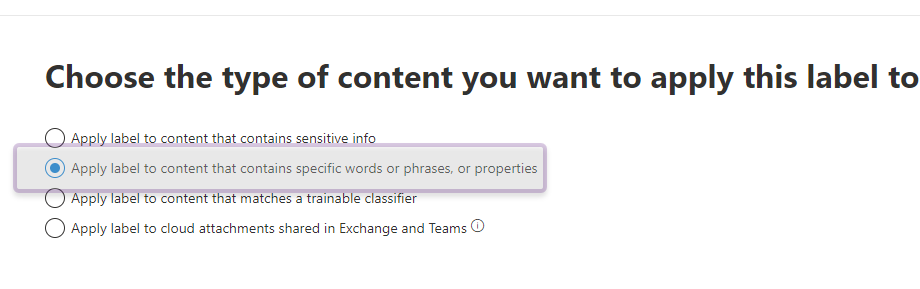 Choose the type of content you want to apply this label to
Apply label to content that contains sensitive info
Apply label to content that contains specific words or phrases, or properties
Apply label to content that matches a trainable classifier
Apply label to cloud attachments shared in Exchange and Teams